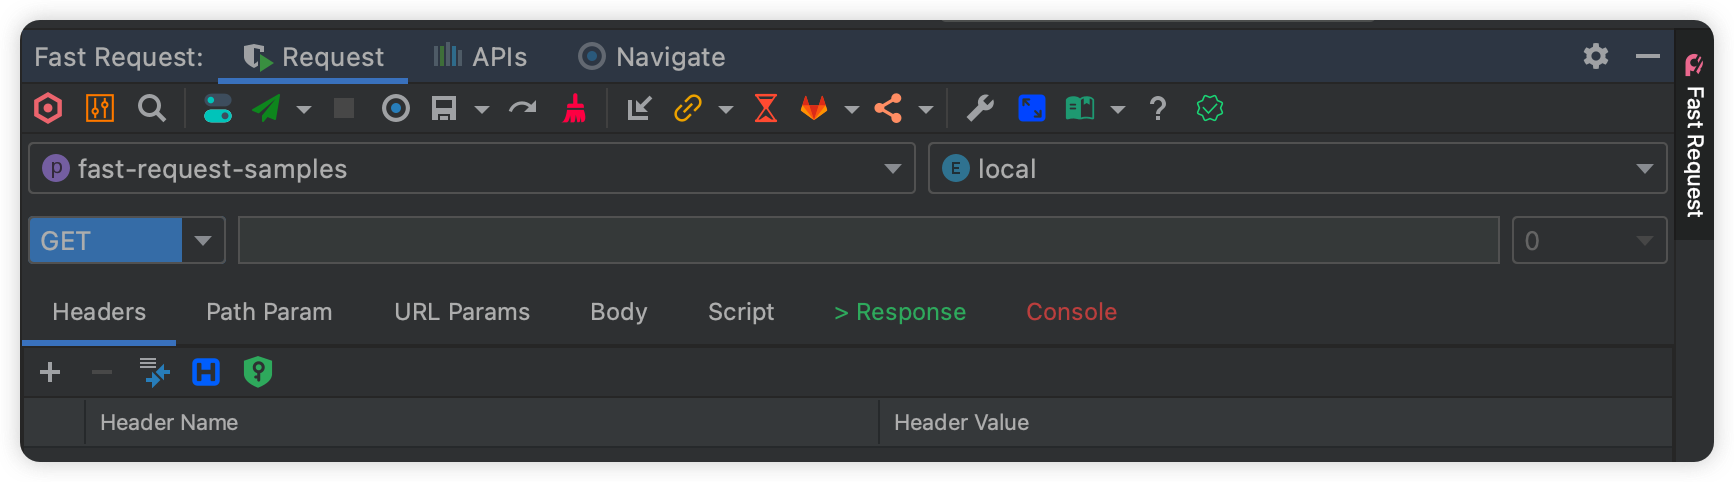 Fast Request: Request APIs Navigate
?
p fast-request-samples E local
GET 0
Headers Path Param URL Params Body Script > Response Console
H
Header Name Header Value
Fast Request